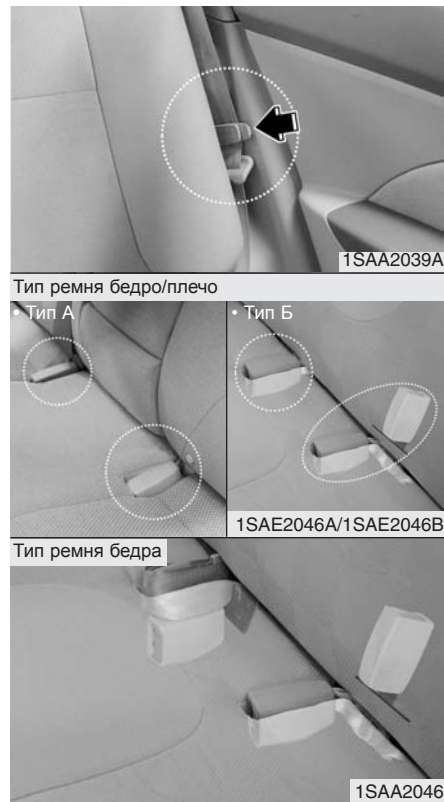 1SAA2039A
Тип ремня бедро/плечо
• Тип А
• Тип Б
1SAE2046A/1SAE2046B
Тип ремня бедра
1SAA2046